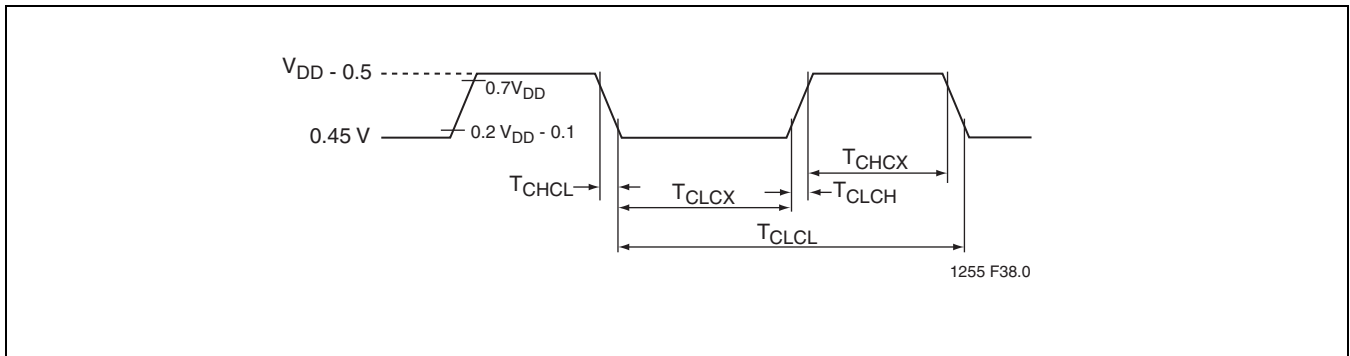 VDD - 0.5
0.7VDD
0.45 V
0.2 VDD - 0.1
TCHCX
TCHCL
TCLCX
TCLCH
TCLCL
1255 F38.0